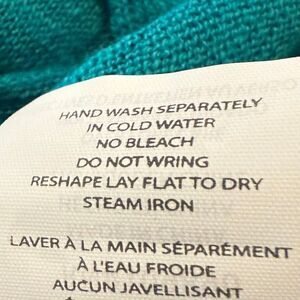 HAND WASH SEPARATELY
IN COLD WATER
NO BLEACH
DO NOT WRING
RESHAPE LAY FLAT TO DRY
STEAM IRON
LAVER À LA MAIN SÉPARÉMENT
À L'EAU FROIDE
AUCUN JAVELLISANT